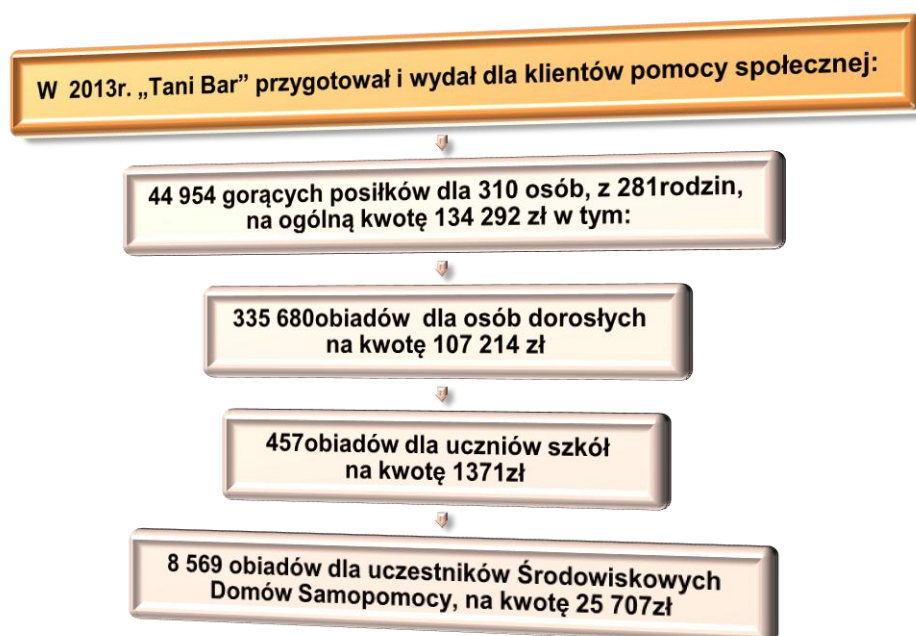 W 2013r. „Tani Bar” przygotował i wydał dla klientów pomocy społecznej:
44 954 gorących posiłków dla 310 osób, z 281rodzin,
na ogólną kwotę 134 292 zł w tym:
335 680obiadów dla osób dorosłych
na kwotę 107 214 zł
457obiadów dla uczniów szkół
na kwotę 1371zł
8 569 obiadów dla uczestników Środowiskowych
Domów Samopomocy, na kwotę 25 707zł